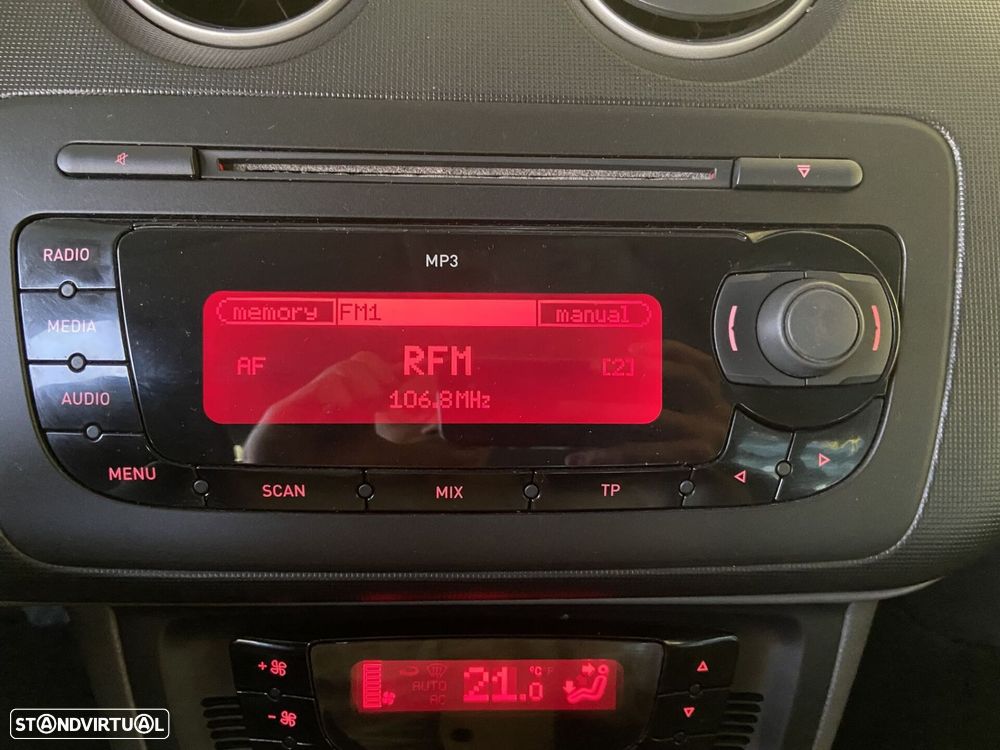 MP3
RADIO
MEDIA
AUDIO
MENU
memory FM1 manual
AF RFM [2]
106.8MHz
SCAN MIX TP
+
AUTO
AC
21.0 °C °F
-
STANDVIRTUAL